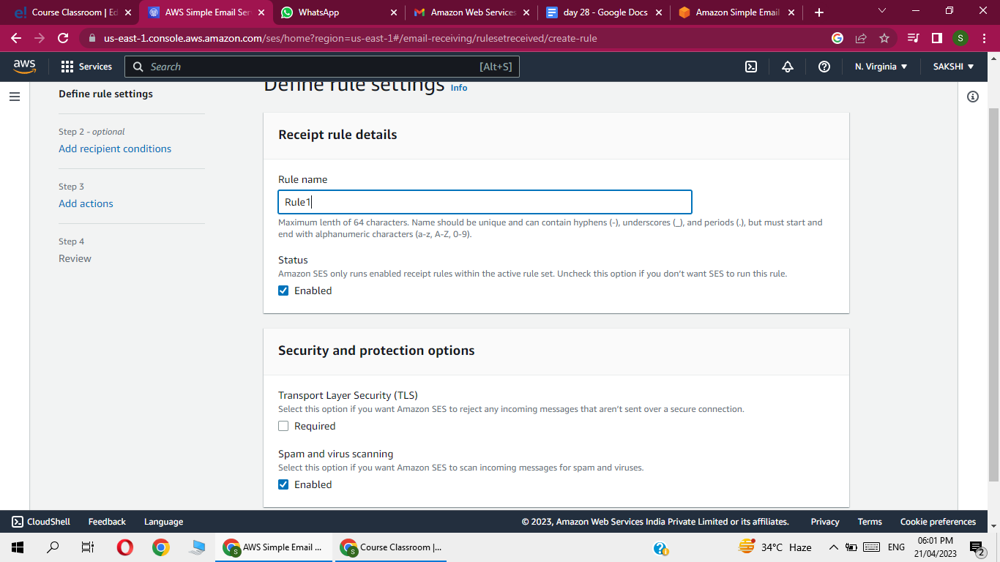 Course Classroom | Ed
AWS Simple Email Ser
WhatsApp
Amazon Web Services
day 28 - Google Docs
Amazon Simple Email
us-east-1.console.aws.amazon.com/ses/home?region=us-east-1#/email-receiving/rulesetreceived/create-rule
S
aws
Services
Search
[Alt+S]
N. Virginia
SAKSHI
Define rule settings
Define rule settings Info
Step 2 - optional
Add recipient conditions
Step 3
Add actions
Step 4
Review
Receipt rule details
Rule name
Rule1
Maximum lenth of 64 characters. Name should be unique and can contain hyphens (-), underscores (_), and periods (.), but must start and
end with alphanumeric characters (a-z, A-Z, 0-9).
Status
Amazon SES only runs enabled receipt rules within the active rule set. Uncheck this option if you don't want SES to run this rule.
Enabled
Security and protection options
Transport Layer Security (TLS)
Select this option if you want Amazon SES to reject any incoming messages that aren't sent over a secure connection.
Required
Spam and virus scanning
Select this option if you want Amazon SES to scan incoming messages for spam and viruses.
Enabled
CloudShell
Feedback
Language
© 2023, Amazon Web Services India Private Limited or its affiliates.
Privacy
Terms
Cookie preferences
AWS Simple Email ...
Course Classroom |...
34°C Haze
ENG
06:01 PM
21/04/2023
2